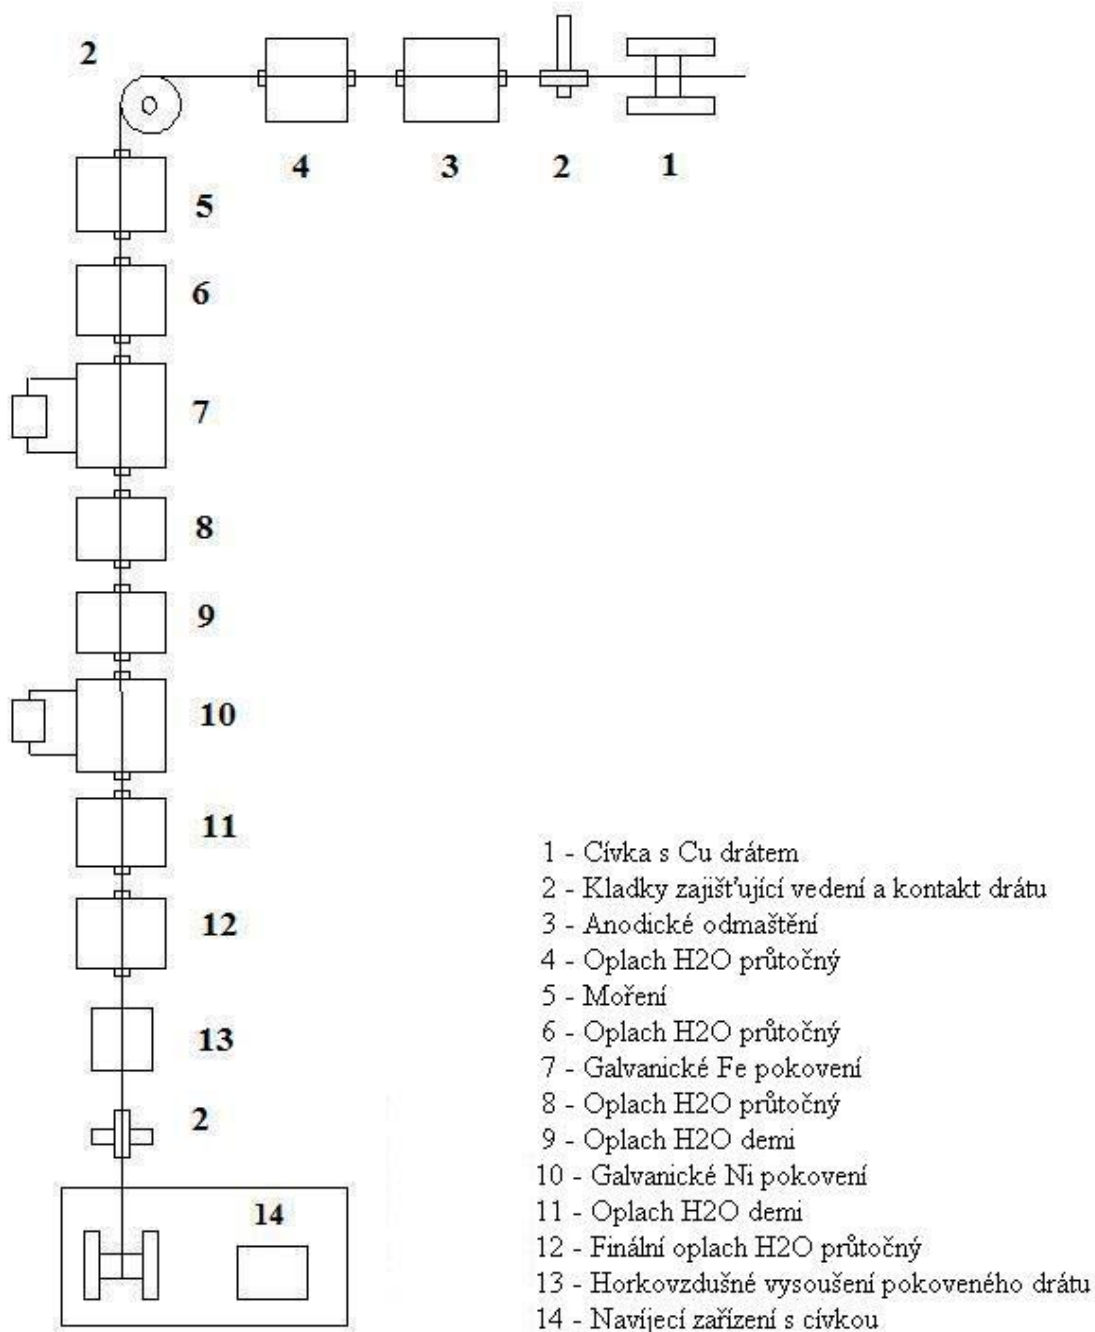 2
4 3 2 1
5
6
7
8
9
10
11
12
13
2
14
1 - Cívka s Cu drátem
2 - Kladky zajišťující vedení a kontakt drátu
3 - Anodické odmaštění
4 - Oplach H2O průtočný
5 - Moření
6 - Oplach H2O průtočný
7 - Galvanické Fe pokovení
8 - Oplach H2O průtočný
9 - Oplach H2O demi
10 - Galvanické Ni pokovení
11 - Oplach H2O demi
12 - Finální oplach H2O průtočný
13 - Horkovzdušné vysoušení pokoveného drátu
14 - Navíjecí zařízení s cívkou